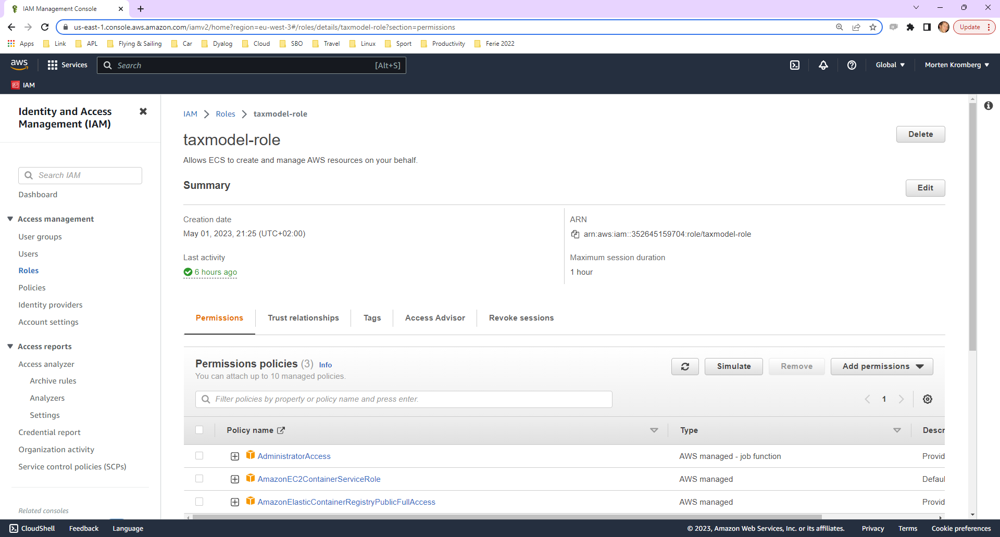 IAM Management Console
us-east-1.console.aws.amazon.com/iamv2/home?region=eu-west-3#/roles/details/taxmodel-role?section=permissions
Update
Apps Link APL Flying & Sailing Car Dyalog Cloud SBO Travel Linux Sport Productivity Ferie 2022
aws Services Search [Alt+S] Global Morten Kromberg
IAM
Identity and Access
Management (IAM)
Search IAM
Dashboard
Access management
User groups
Users
Roles
Policies
Identity providers
Account settings
Access reports
Access analyzer
Archive rules
Analyzers
Settings
Credential report
Organization activity
Service control policies (SCPs)
Related consoles
IAM Roles taxmodel-role
taxmodel-role
Delete
Allows ECS to create and manage AWS resources on your behalf.
Summary
Edit
Creation date
May 01, 2023, 21:25 (UTC+02:00)
Last activity
6 hours ago
ARN
arn:aws:iam::352645159704:role/taxmodel-role
Maximum session duration
1 hour
Permissions Trust relationships Tags Access Advisor Revoke sessions
Permissions policies (3) Info
You can attach up to 10 managed policies.
Simulate Remove Add permissions
Filter policies by property or policy name and press enter.
1
Policy name Type Descr
AdministratorAccess AWS managed - job function Provid
AmazonEC2ContainerServiceRole AWS managed Defaul
AmazonElasticContainerRegistryPublicFullAccess AWS managed Provid
CloudShell Feedback Language © 2023, Amazon Web Services, Inc. or its affiliates. Privacy Terms Cookie preferences